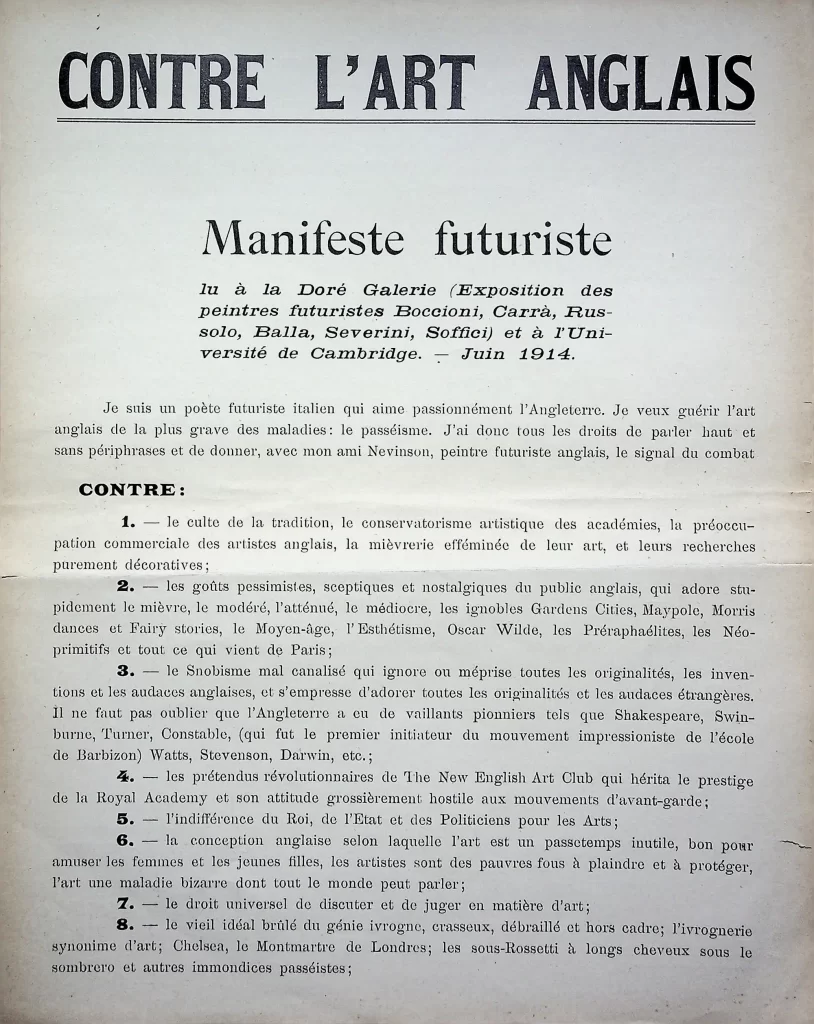 CONTRE L'ART ANGLAIS
Manifeste futuriste
lu à la Doré Galerie (Exposition des
peintres futuristes Boccioni, Carrà, Rus-
solo, Balla, Severini, Soffici) et à l'Uni-
versité de Cambridge. — Juin 1914.
Je suis un poète futuriste italien qui aime passionnément l'Angleterre. Je veux guérir l'art
anglais de la plus grave des maladies: le passéisme. J'ai donc tous les droits de parler haut et
sans périphrases et de donner, avec mon ami Nevinson, peintre futuriste anglais, le signal du combat
CONTRE:
1. — le culte de la tradition, le conservatorisme artistique des académies, la préoccu-
pation commerciale des artistes anglais, la mièvrerie efféminée de leur art, et leurs recherches
purement décoratives;
2. — les goûts pessimistes, sceptiques et nostalgiques du public anglais, qui adore stu-
pidement le mièvre, le modéré, l'atténué, le médiocre, les ignobles Gardens Cities, Maypole, Morris
dances et Fairy stories, le Moyen-âge, l'Esthétisme, Oscar Wilde, les Préraphaélites, les Néo-
primitifs et tout ce qui vient de Paris;
3. — le Snobisme mal canalisé qui ignore ou méprise toutes les originalités, les inven-
tions et les audaces anglaises, et s'empresse d'adorer toutes les originalités et les audaces étrangères.
Il ne faut pas oublier que l'Angleterre a eu de vaillants pionniers tels que Shakespeare, Swin-
burne, Turner, Constable, (qui fut le premier initiateur du mouvement impressioniste de l'école
de Barbizon) Watts, Stevenson, Darwin, etc.;
4. — les prétendus révolutionnaires de The New English Art Club qui hérita le prestige
de la Royal Academy et son attitude grossièrement hostile aux mouvements d'avant-garde;
5. — l'indifférence du Roi, de l'Etat et des Politiciens pour les Arts;
6. — la conception anglaise selon laquelle l'art est un passetemps inutile, bon pour
amuser les femmes et les jeunes filles, les artistes sont des pauvres fous à plaindre et à protéger,
l'art une maladie bizarre dont tout le monde peut parler;
7. — le droit universel de discuter et de juger en matière d'art;
8. — le vieil idéal brûlé du génie ivrogne, crasseux, débraillé et hors cadre; l'ivrognerie
synonime d'art; Chelsea, le Montmartre de Londres; les sous-Rossetti à longs cheveux sous le
sombrero et autres immondices passéistes;